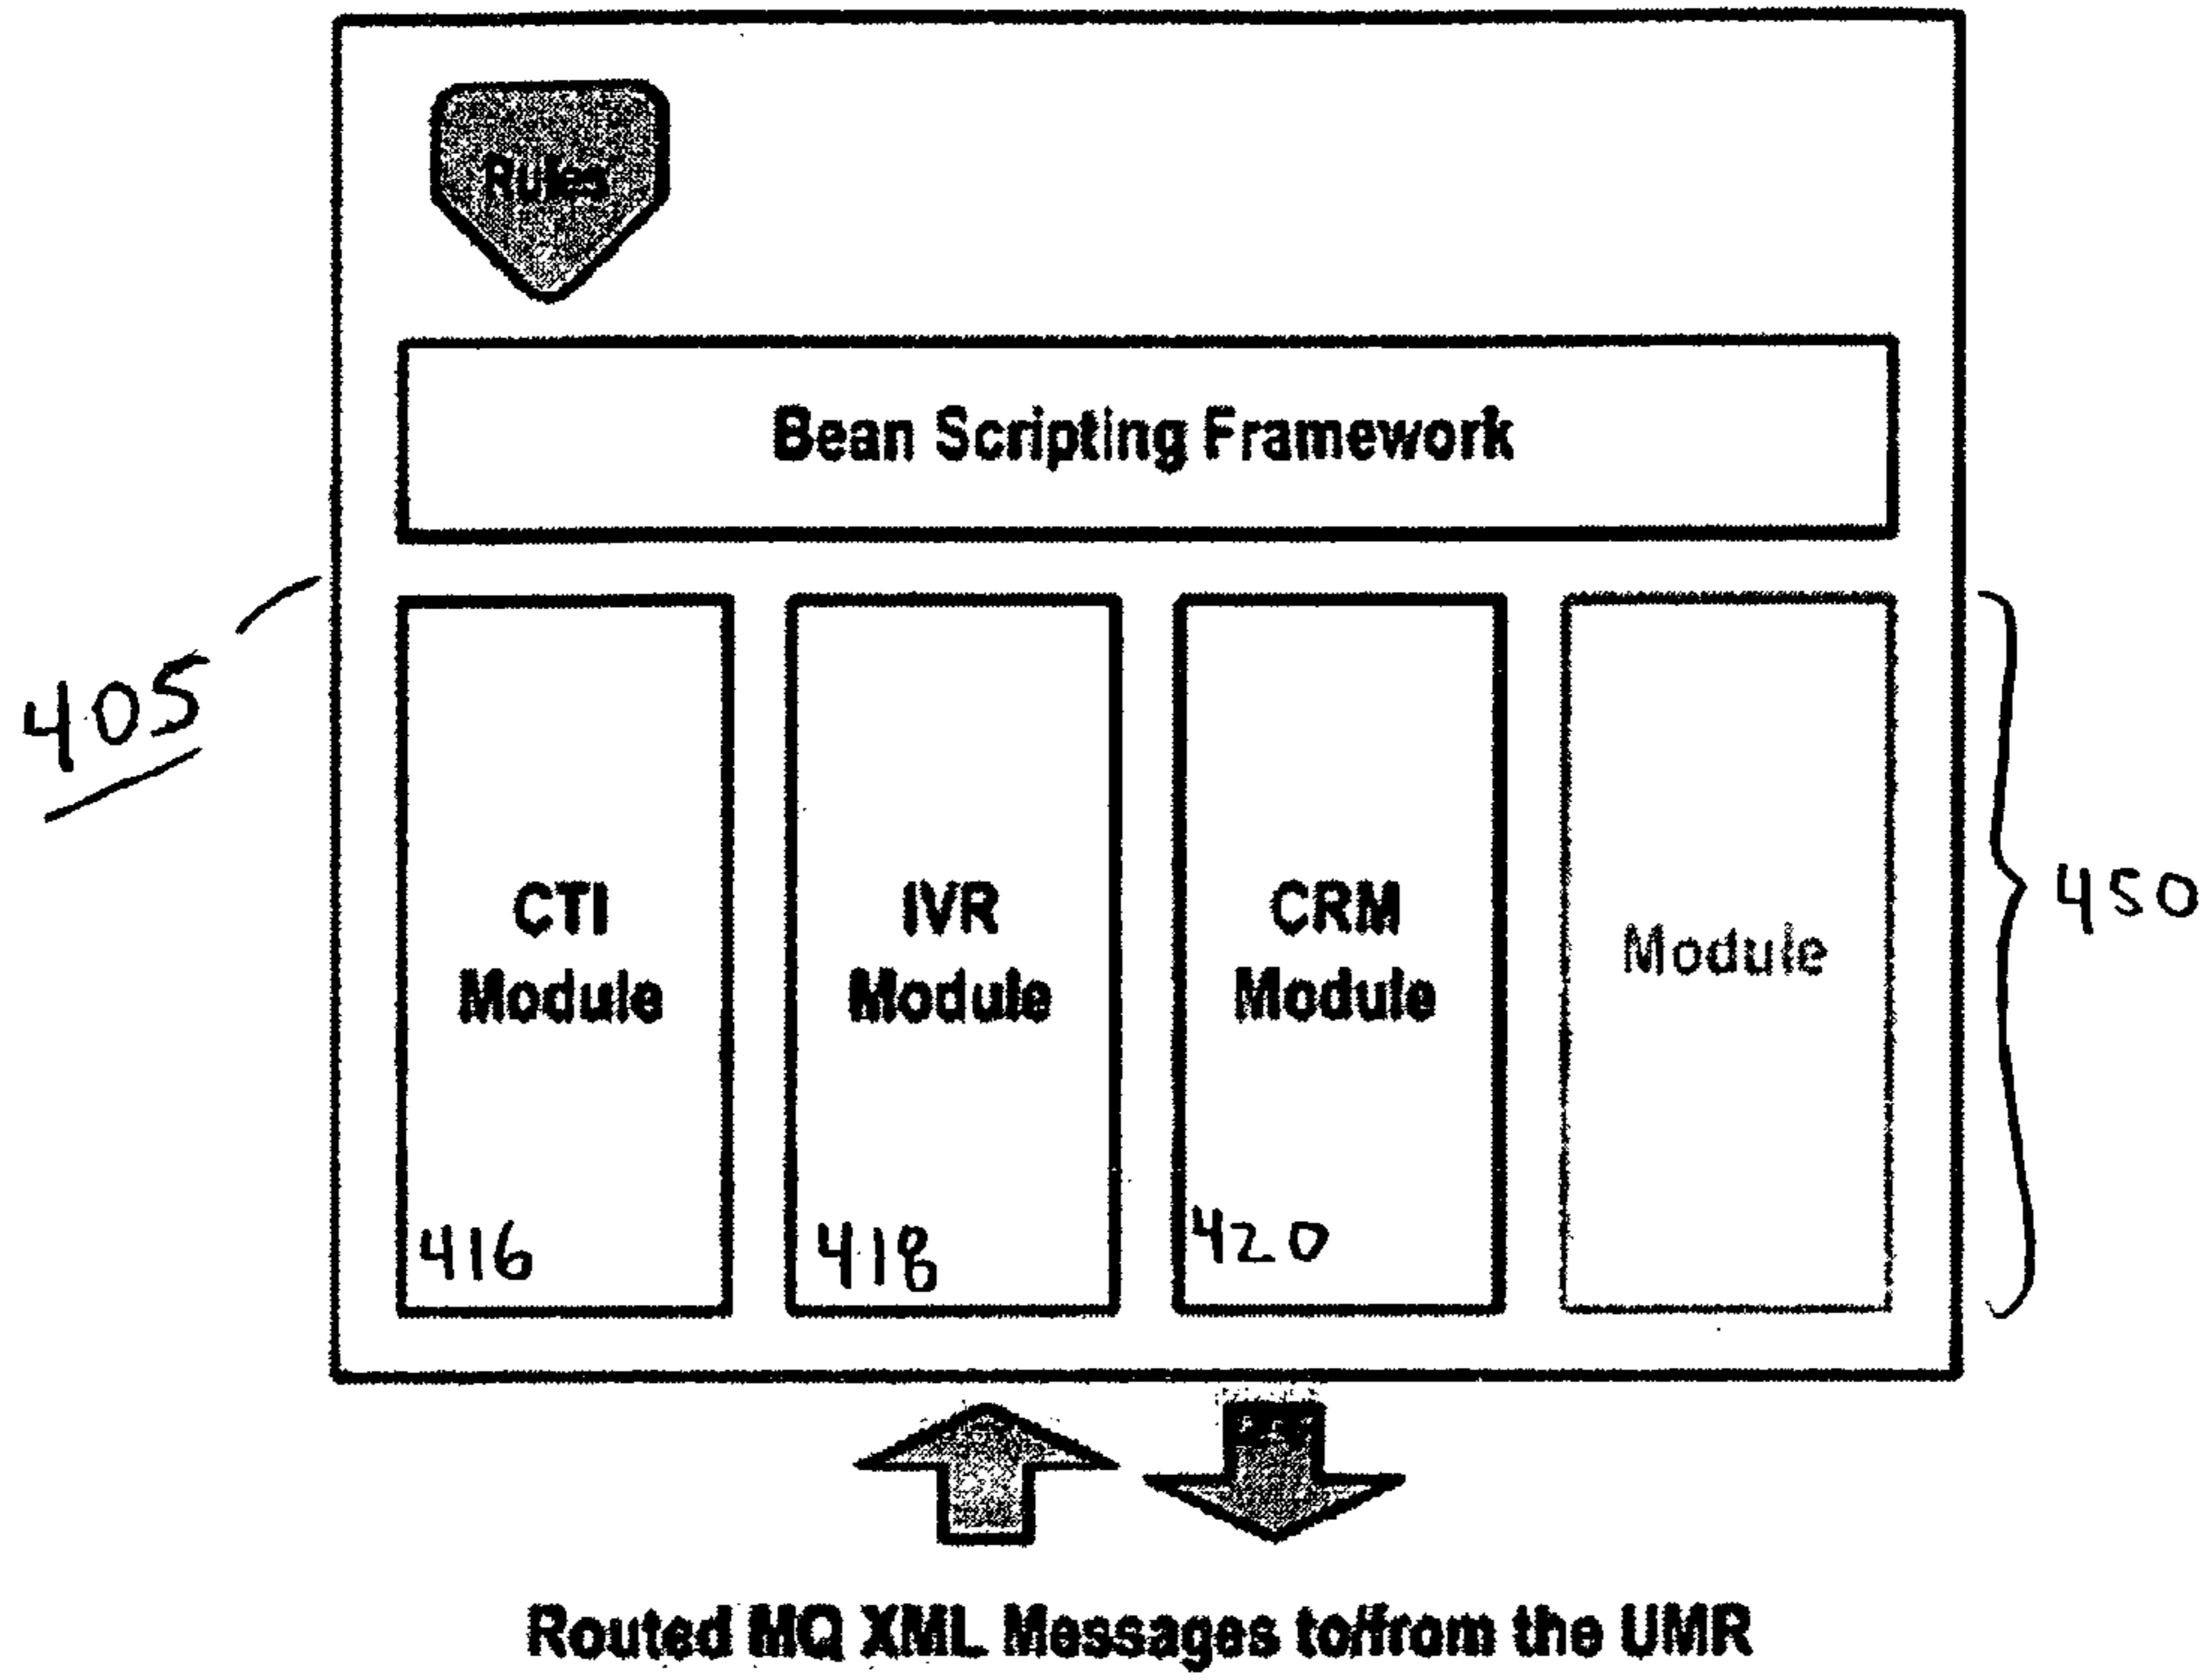 Rules
Bean Scripting Framework
405
CTI
Module
416
IVR
Module
418
CRM
Module
420
Module
450
Routed MQ XML Messages to/from the UMR